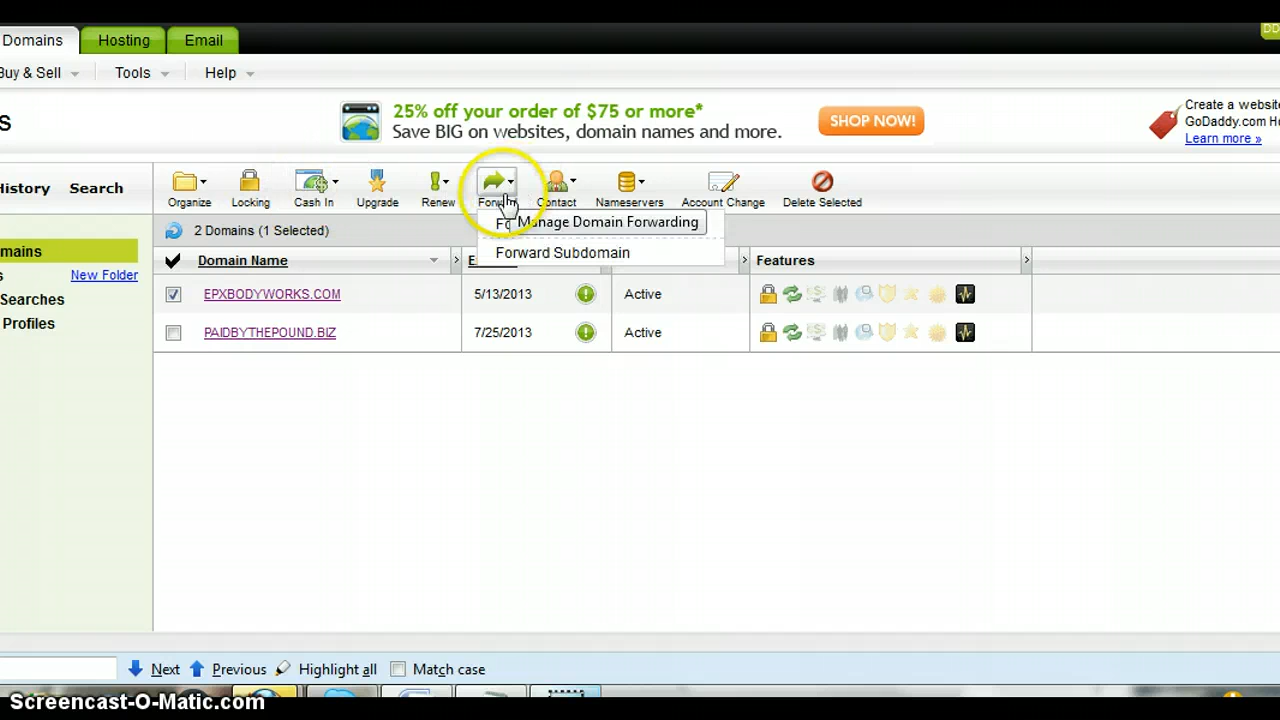 Domains
Hosting
Email
DD
Buy & Sell
Tools
Help
S
25% off your order of $75 or more*
Save BIG on websites, domain names and more.
SHOP NOW!
Create a website
GoDaddy.com
Learn more »
History
Search
Organize
Locking
Cash In
Upgrade
Renew
Forward
Contact
Nameservers
Account Change
Delete Selected
Manage Domain Forwarding
Forward Subdomain
2 Domains (1 Selected)
mains
New Folder
Searches
Profiles
Domain Name
Features
EPXBODYWORKS.COM
5/13/2013
Active
PAIDBYTHEPOUND.BIZ
7/25/2013
Active
Next
Previous
Highlight all
Match case
Screencast-O-Matic.com